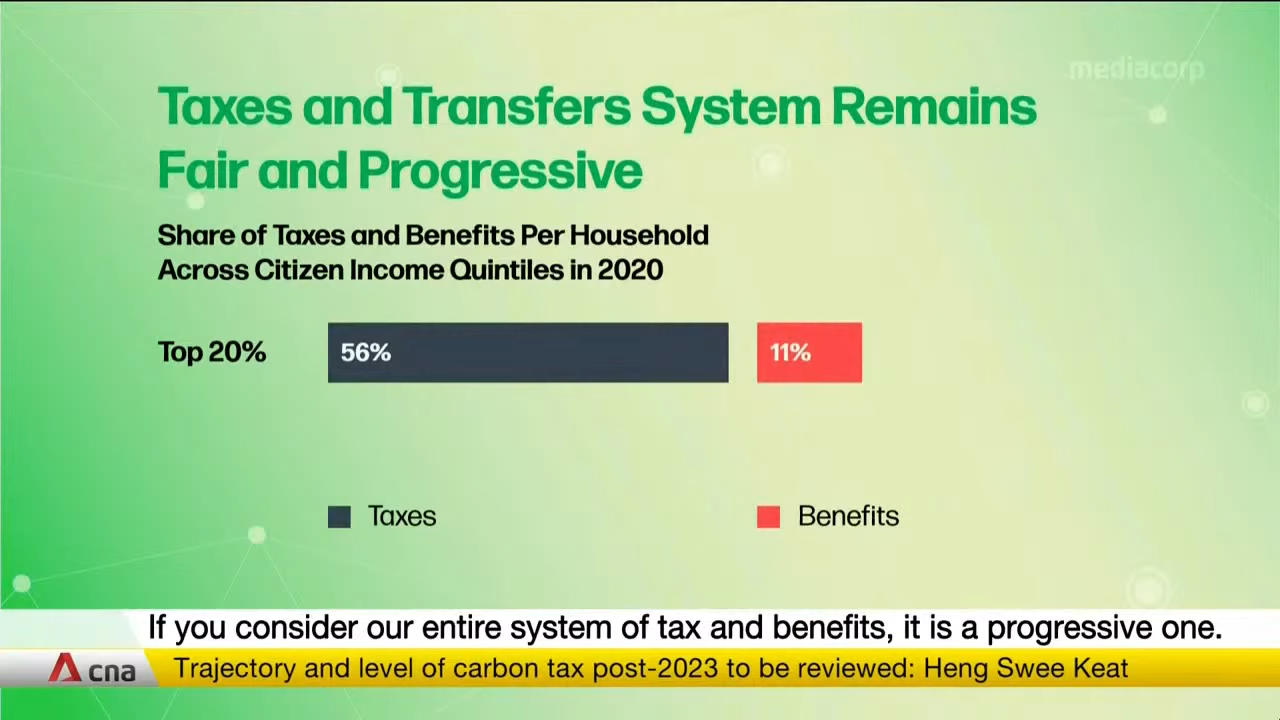 mediacorp
Taxes and Transfers System Remains
Fair and Progressive
Share of Taxes and Benefits Per Household
Across Citizen Income Quintiles in 2020
Top 20% 56% 11%
Taxes Benefits
If you consider our entire system of tax and benefits, it is a progressive one.
cna Trajectory and level of carbon tax post-2023 to be reviewed: Heng Swee Keat